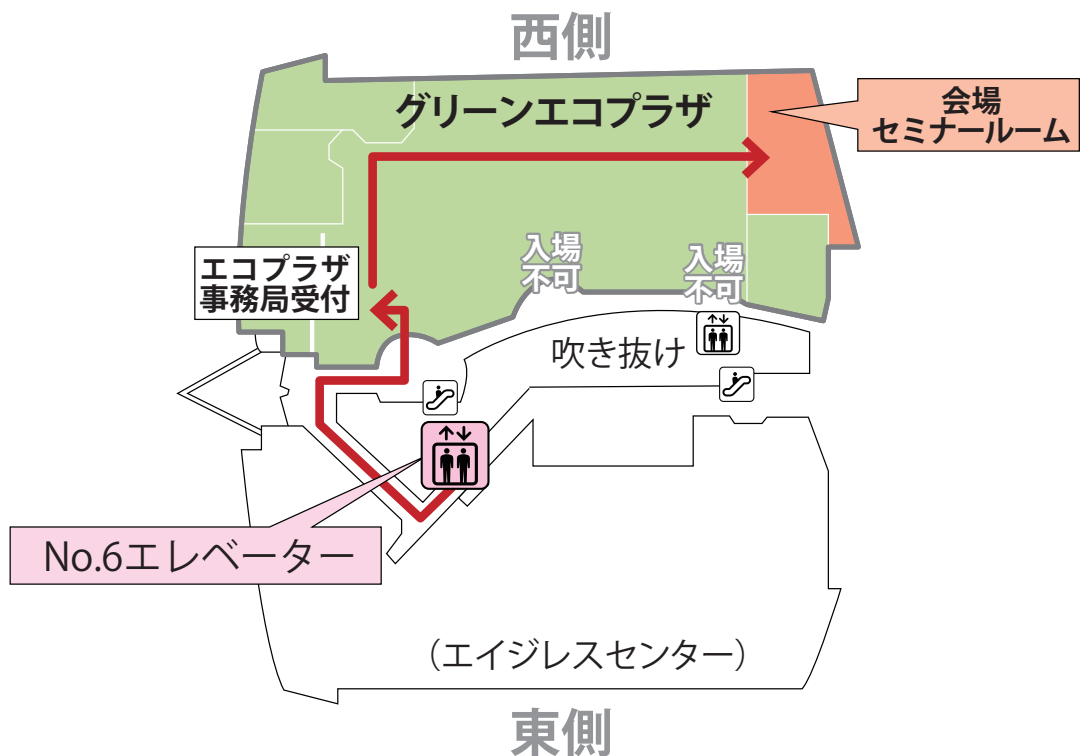 西側
グリーンエコプラザ
会場
セミナールーム
エコプラザ
事務局受付
入場
不可
入場
不可
吹き抜け
No.6エレベーター
（エイジレスセンター）
東側